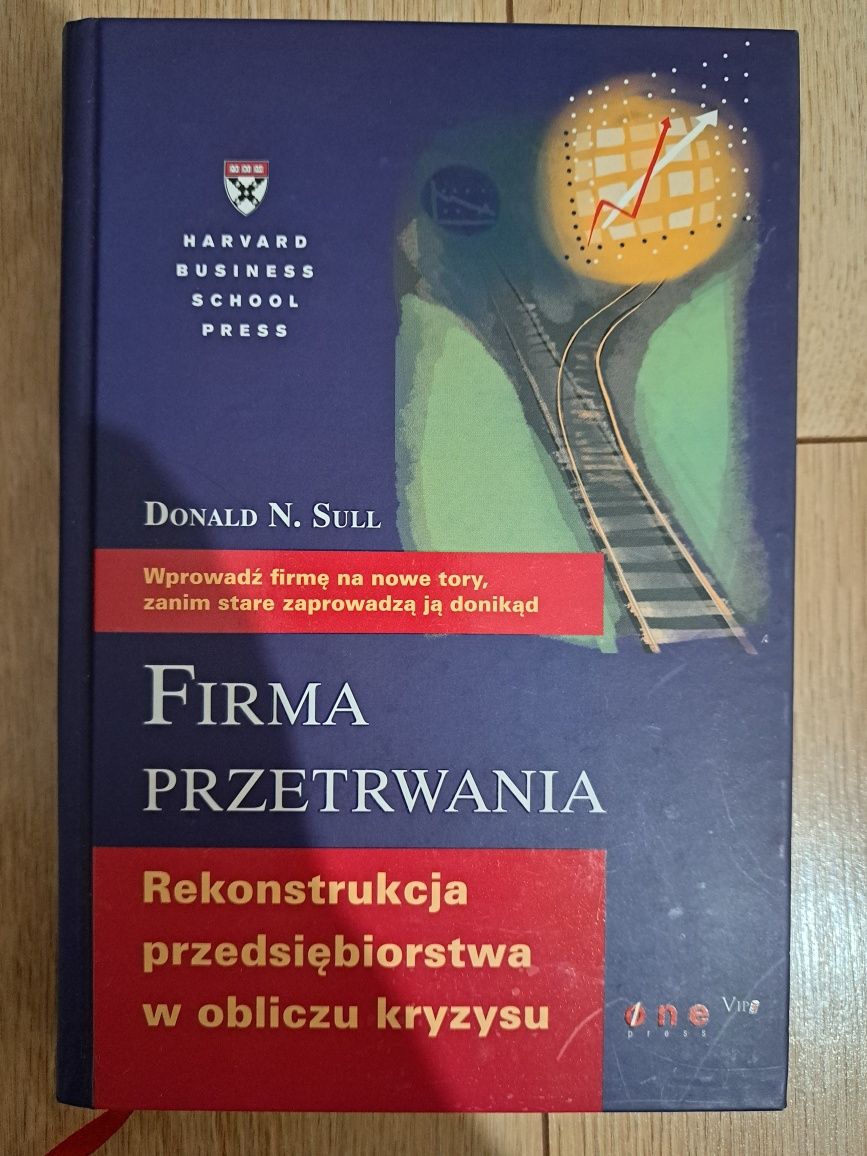 HARVARD
BUSINESS
SCHOOL
PRESS
DONALD N. SULL
Wprowadź firmę na nowe tory,
zanim stare zaprowadzą ją donikąd
FIRMA
PRZETRWANIA
Rekonstrukcja
przedsiębiorstwa
w obliczu kryzysu
one
press
VIP